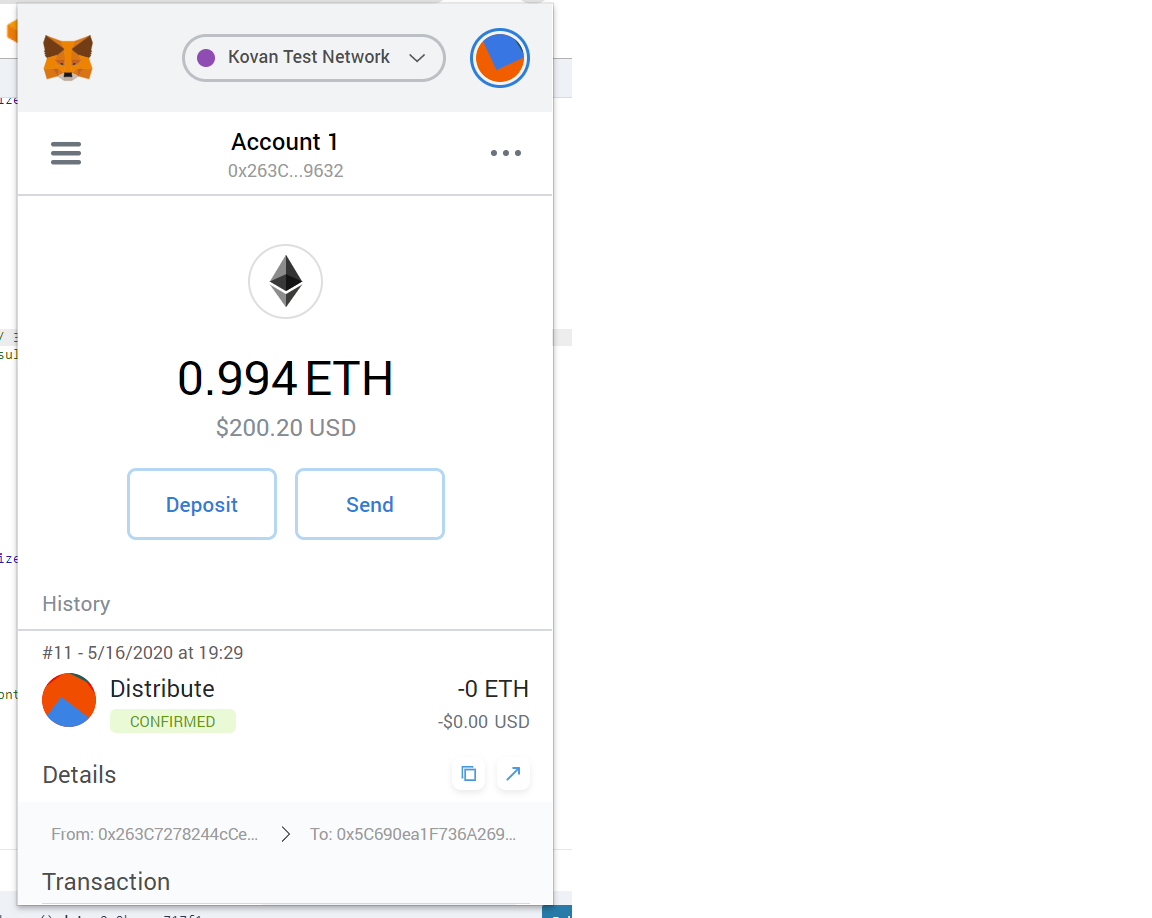 Kovan Test Network
Account 1
0x263C...9632
0.994 ETH
$200.20 USD
Deposit
Send
History
#11 - 5/16/2020 at 19:29
Distribute
-0 ETH
CONFIRMED
-$0.00 USD
Details
From: 0x263C7278244cCe...
To: 0x5C690ea1F736A269...
Transaction